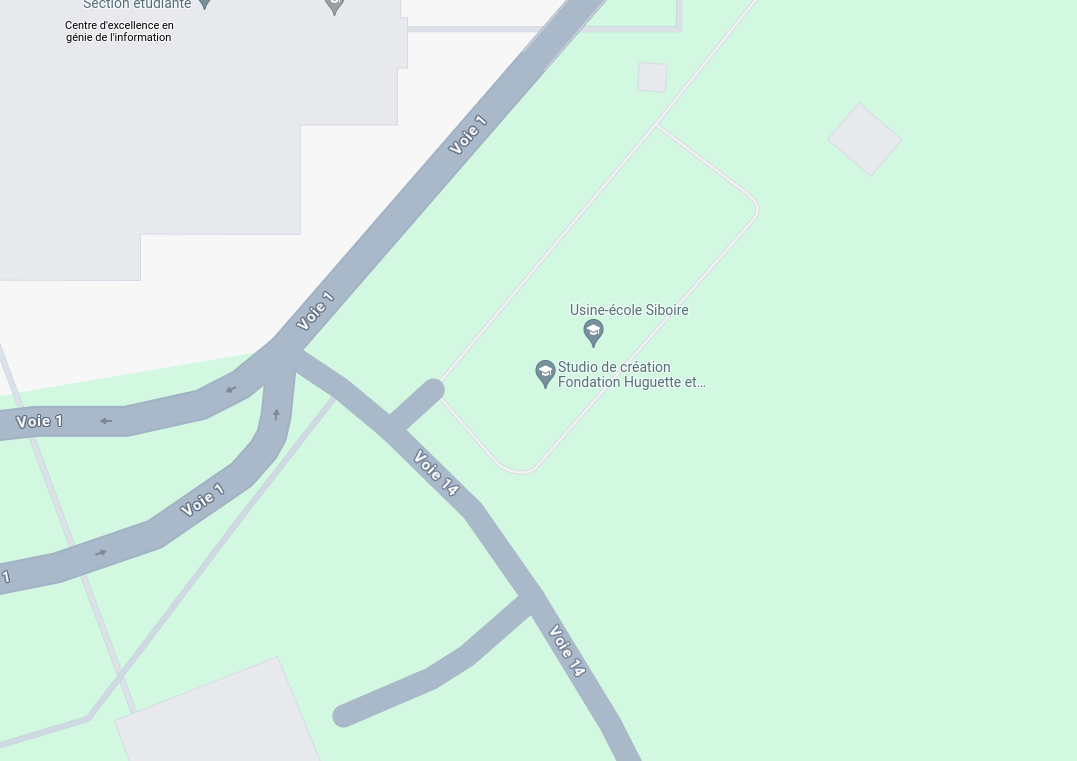 Section étudiante
Centre d'excellence en
génie de l'information
Voie 1
Voie 1
Usine-école Siboire
Studio de création
Fondation Huguette et...
Voie 1
Voie 14
Voie 1
1
Voie 14